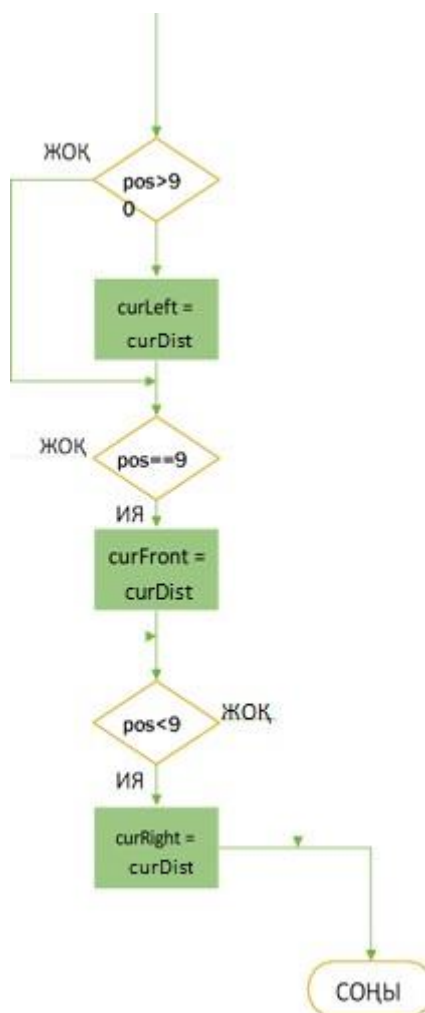 ЖОҚ
pos>9
0
curLeft =
curDist
ЖОҚ
pos==9
ИЯ
curFront =
curDist
pos<9
ЖОҚ
ИЯ
curRight =
curDist
СОҢЫ